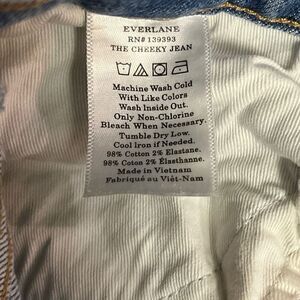 EVERLANE
RN# 139393
THE CHEEKY JEAN
Machine Wash Cold
With Like Colors
Wash Inside Out.
Only Non-Chlorine
Bleach When Necessary.
Tumble Dry Low.
Cool Iron if Needed.
98% Cotton 2% Elastane.
98% Coton 2% Élasthanne.
Made in Vietnam
Fabriqué au Viêt-Nam